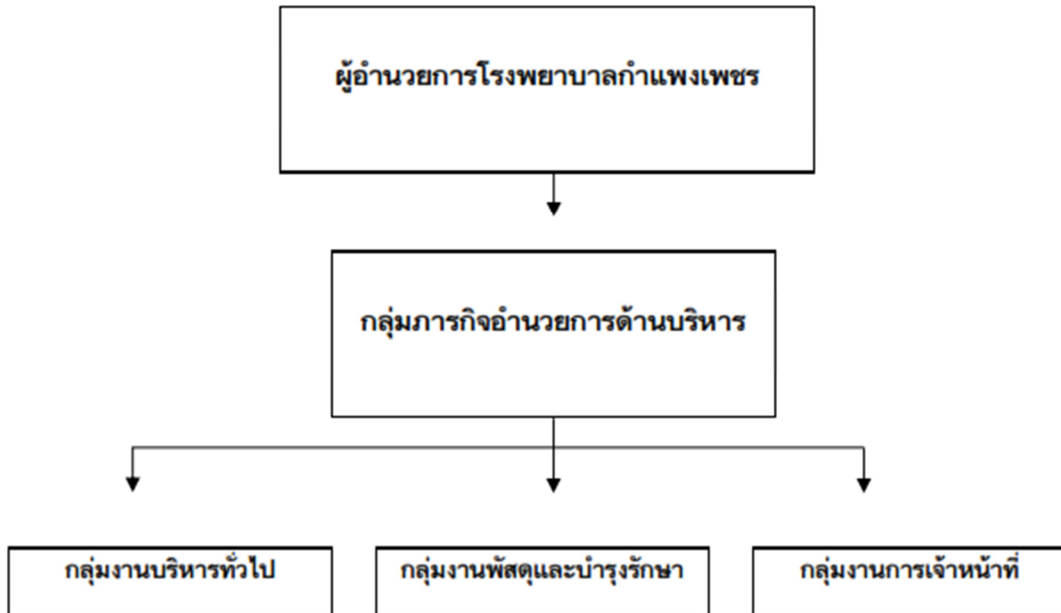 ผู้อำนวยการโรงพยาบาลกำแพงเพชร
กลุ่มภารกิจอำนวยการด้านบริหาร
กลุ่มงานบริหารทั่วไป
กลุ่มงานพัสดุและบำรุงรักษา
กลุ่มงานการเจ้าหน้าที่